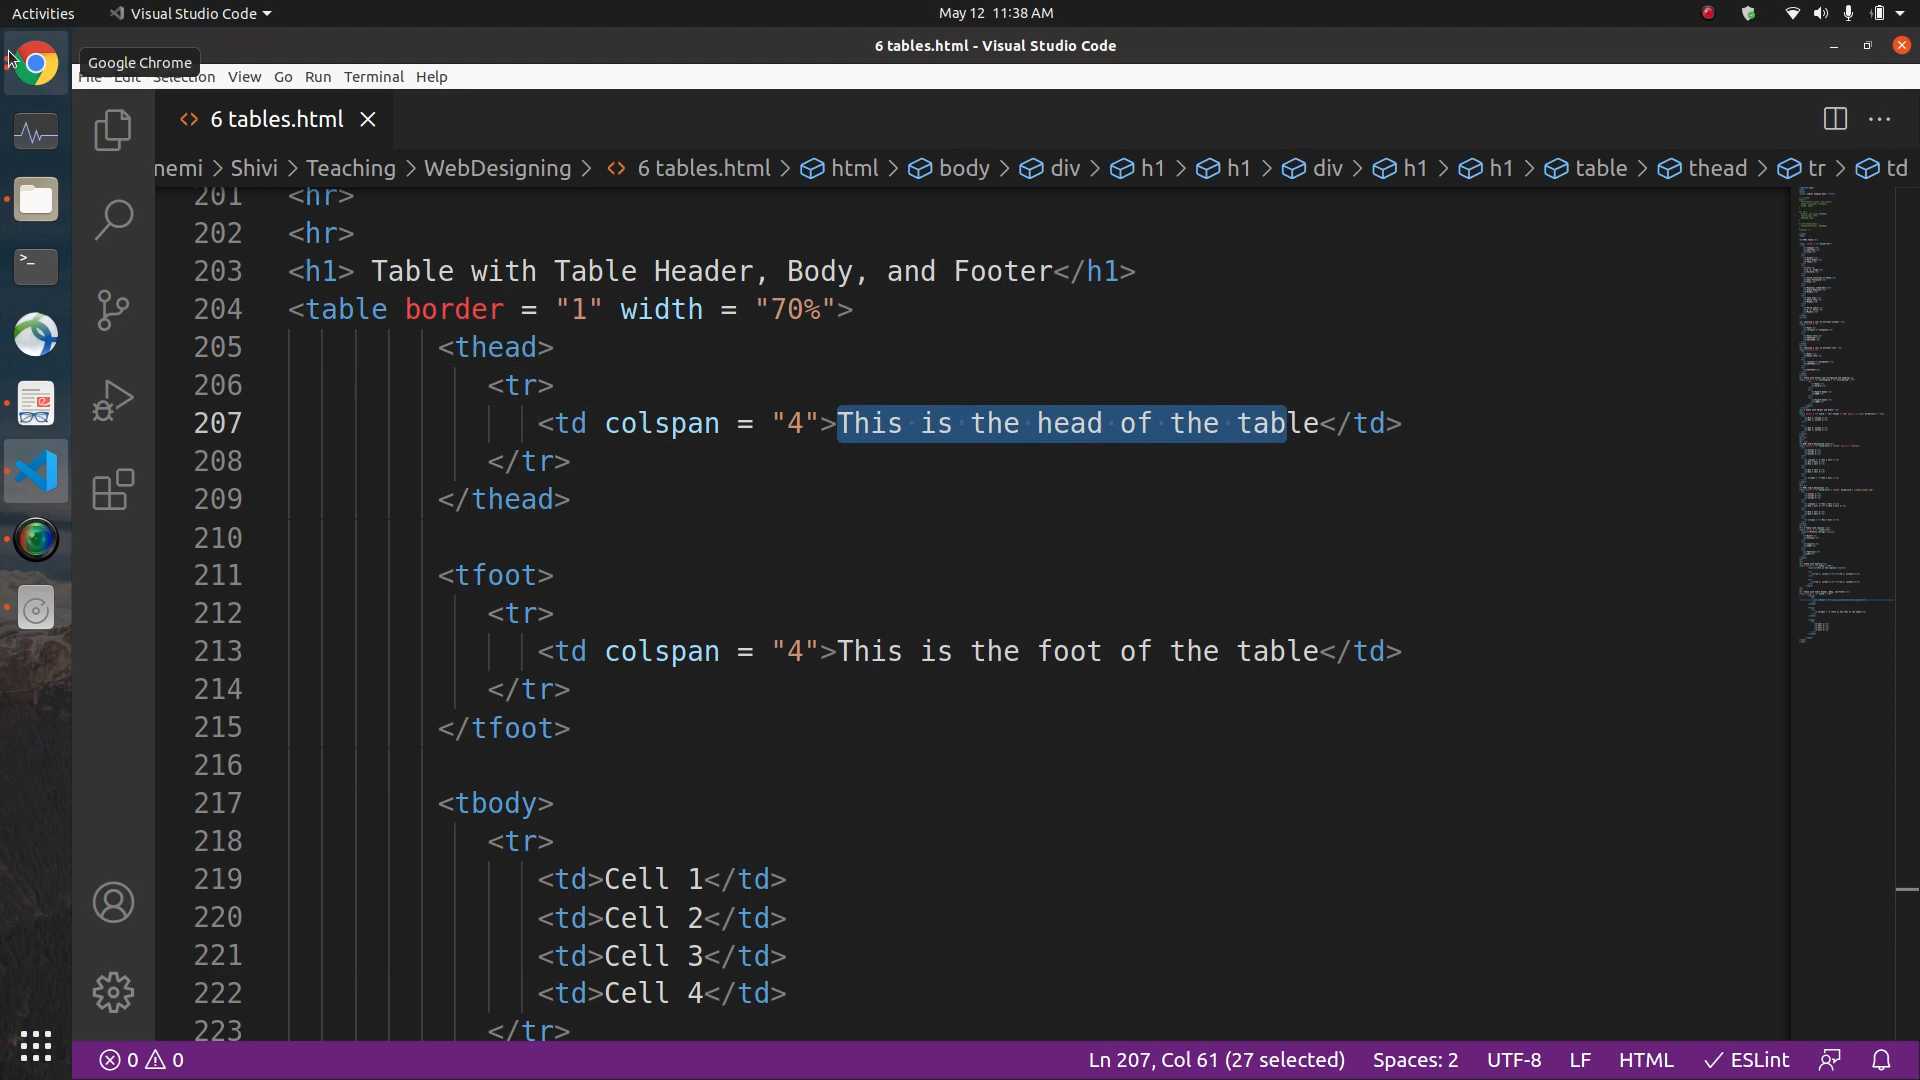 Activities
Visual Studio Code
May 12 11:38 AM
6 tables.html - Visual Studio Code
Google Chrome
File Edit Selection View Go Run Terminal Help
6 tables.html
nemi > Shivi > Teaching > WebDesigning > 6 tables.html > html > body > div > h1 > h1 > div > h1 > h1 > table > thead > tr > td
201 <hr>
202 <hr>
203 <h1> Table with Table Header, Body, and Footer</h1>
204 <table border = "1" width = "70%">
205 <thead>
206 <tr>
207 <td colspan = "4">This is the head of the table</td>
208 </tr>
209 </thead>
210
211 <tfoot>
212 <tr>
213 <td colspan = "4">This is the foot of the table</td>
214 </tr>
215 </tfoot>
216
217 <tbody>
218 <tr>
219 <td>Cell 1</td>
220 <td>Cell 2</td>
221 <td>Cell 3</td>
222 <td>Cell 4</td>
223 </tr>
0 0
Ln 207, Col 61 (27 selected) Spaces: 2 UTF-8 LF HTML ESLint